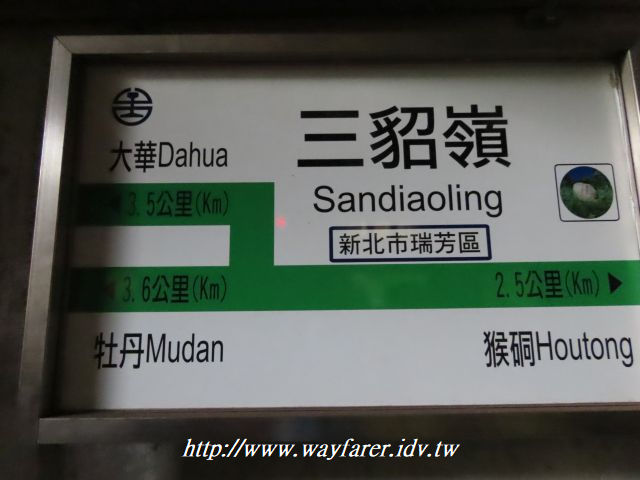 三貂嶺
Sandiaoling
新北市瑞芳區
大華Dahua
◀ 3.5公里(Km)
◀ 3.6公里(Km)
2.5公里(Km) ▶
牡丹Mudan
猴硐Houtong
http://www.wayfarer.idv.tw